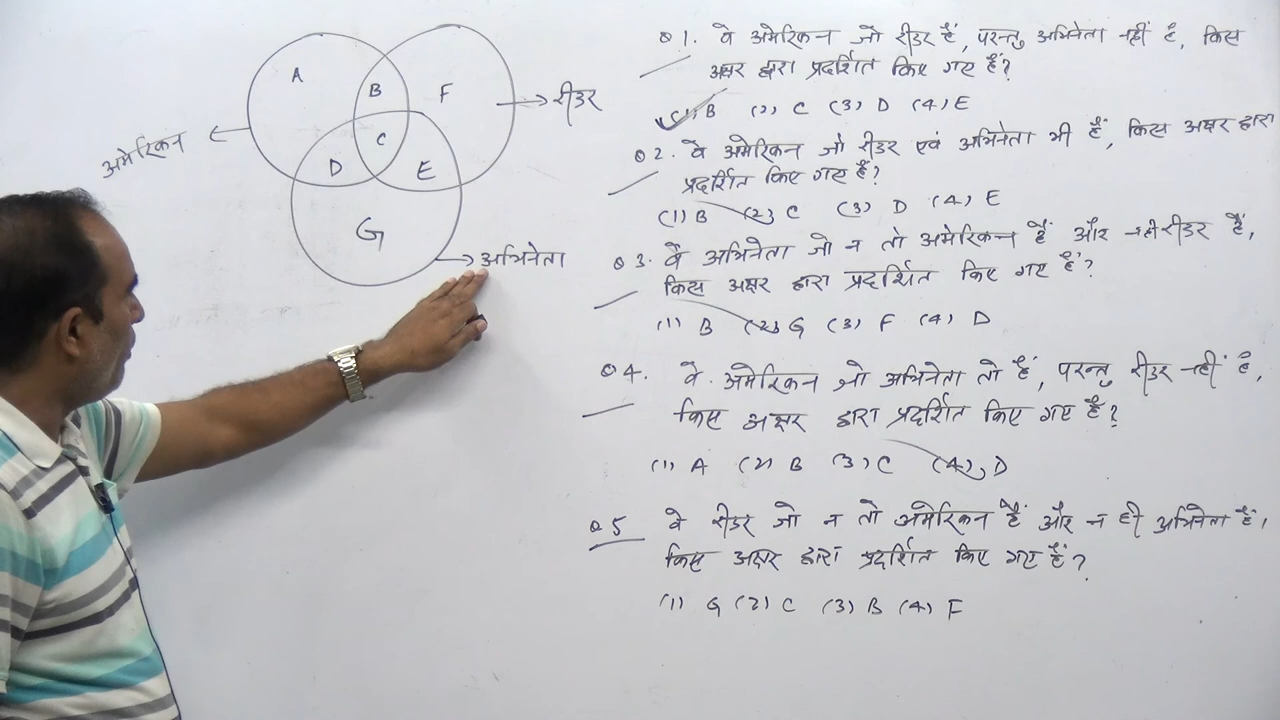 A
B
F
C
D
E
G
अमेरिकन
रीडर
अभिनेता
Q1. वे अमेरिकन जो रीडर हैं, परन्तु अभिनेता नहीं हैं, किस
अक्षर द्वारा प्रदर्शित किए गए हैं?
(1) B (2) C (3) D (4) E
Q2. वे अमेरिकन जो रीडर एवं अभिनेता भी हैं, किस अक्षर द्वारा
प्रदर्शित किए गए हैं?
(1) B (2) C (3) D (4) E
Q3. वे अभिनेता जो न तो अमेरिकन हैं और न ही रीडर हैं,
किस अक्षर द्वारा प्रदर्शित किए गए हैं?
(1) B (2) G (3) F (4) D
Q4. वे अमेरिकन जो अभिनेता तो हैं, परन्तु रीडर नहीं हैं,
किस अक्षर द्वारा प्रदर्शित किए गए हैं?
(1) A (2) B (3) C (4) D
Q5 वे रीडर जो न तो अमेरिकन हैं और न ही अभिनेता हैं,
किस अक्षर द्वारा प्रदर्शित किए गए हैं?
(1) G (2) C (3) B (4) F